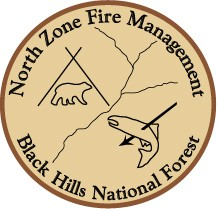 North Zone Fire Management
Black Hills National Forest